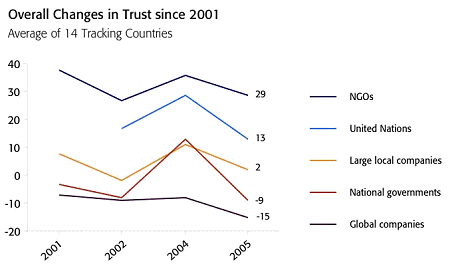 Overall Changes in Trust since 2001
Average of 14 Tracking Countries
40
30
20
10
0
-10
-20
29
13
2
-9
-15
2001
2002
2004
2005
NGOs
United Nations
Large local companies
National governments
Global companies